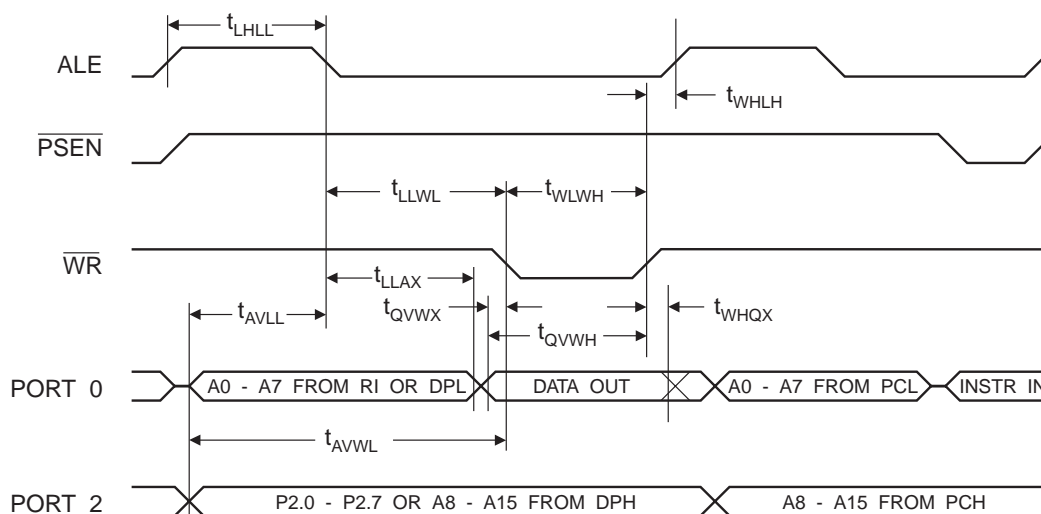 tLHLL
ALE
tWHLH
PSEN
tLLWL
tWLWH
WR
tLLAX
tQVWX
tWHQX
tAVLL
tQVWH
PORT 0
A0 - A7 FROM RI OR DPL
DATA OUT
A0 - A7 FROM PCL
INSTR IN
tAVWL
PORT 2
P2.0 - P2.7 OR A8 - A15 FROM DPH
A8 - A15 FROM PCH